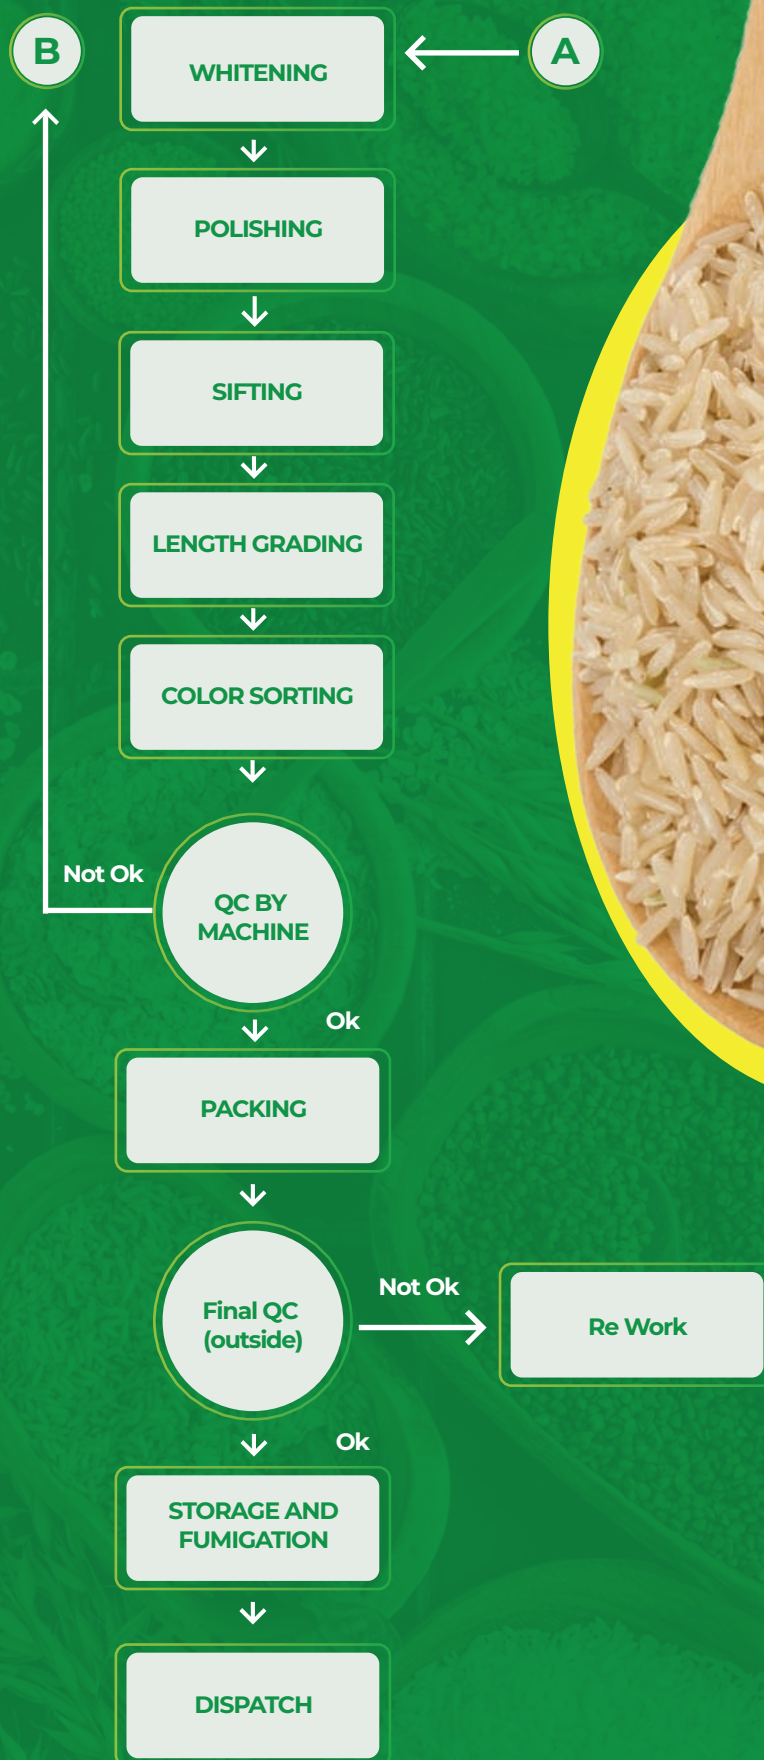 B
WHITENING
A
POLISHING
SIFTING
LENGTH GRADING
COLOR SORTING
Not Ok
QC BY
MACHINE
Ok
PACKING
Final QC
(outside)
Not Ok
Re Work
Ok
STORAGE AND
FUMIGATION
DISPATCH